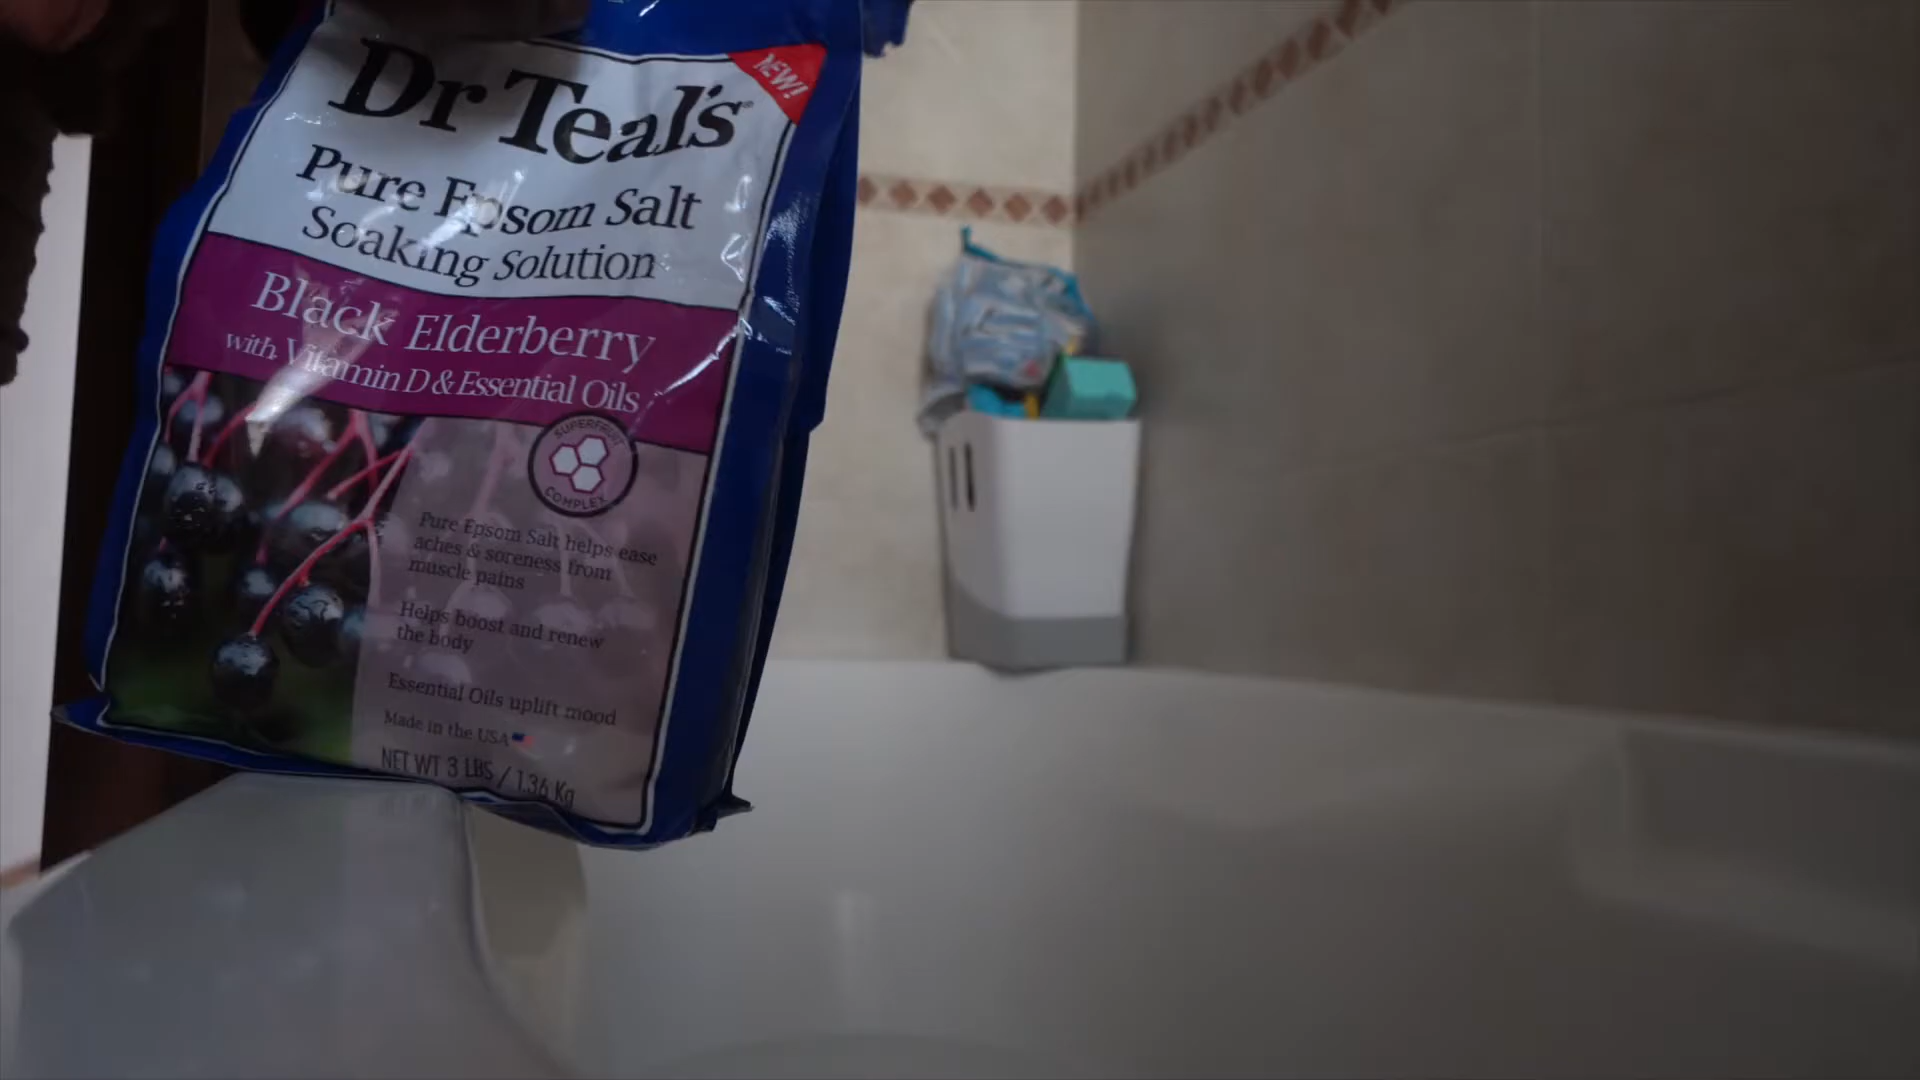 Dr Teal's®
NEW!
Pure Epsom Salt
Soaking Solution
Black Elderberry
with Vitamin D & Essential Oils
SUPERFRUIT
COMPLEX
Pure Epsom Salt helps ease
aches & soreness from
muscle pains
Helps boost and renew
the body
Essential Oils uplift mood
Made in the USA
NET WT 3 LBS / 1.36 Kg